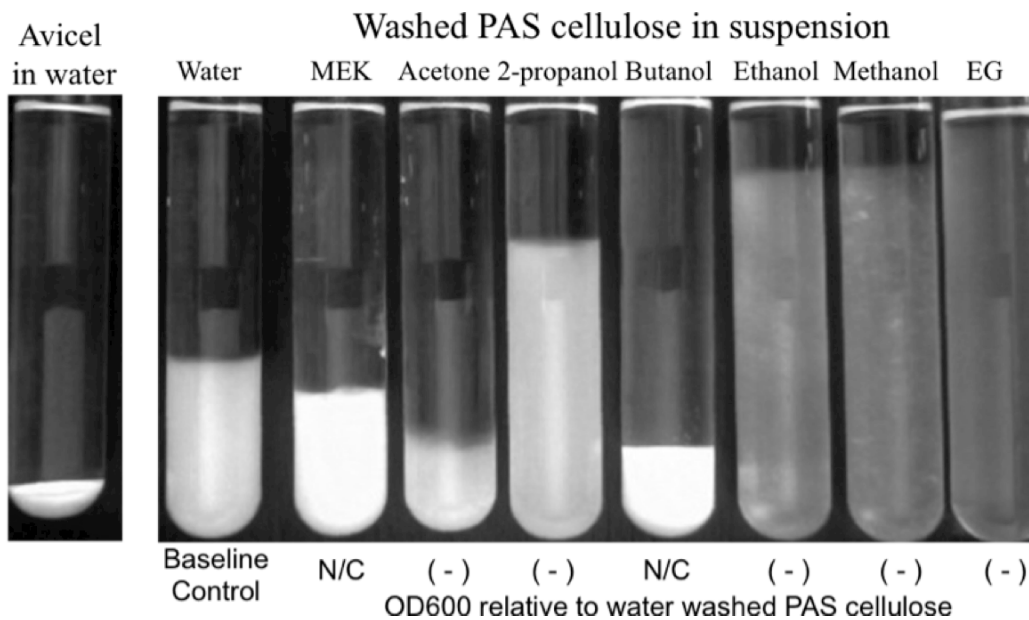 Avicel
in water
Washed PAS cellulose in suspension
Water MEK Acetone 2-propanol Butanol Ethanol Methanol EG
Baseline
Control
N/C (-) (-) N/C (-) (-) (-)
OD600 relative to water washed PAS cellulose